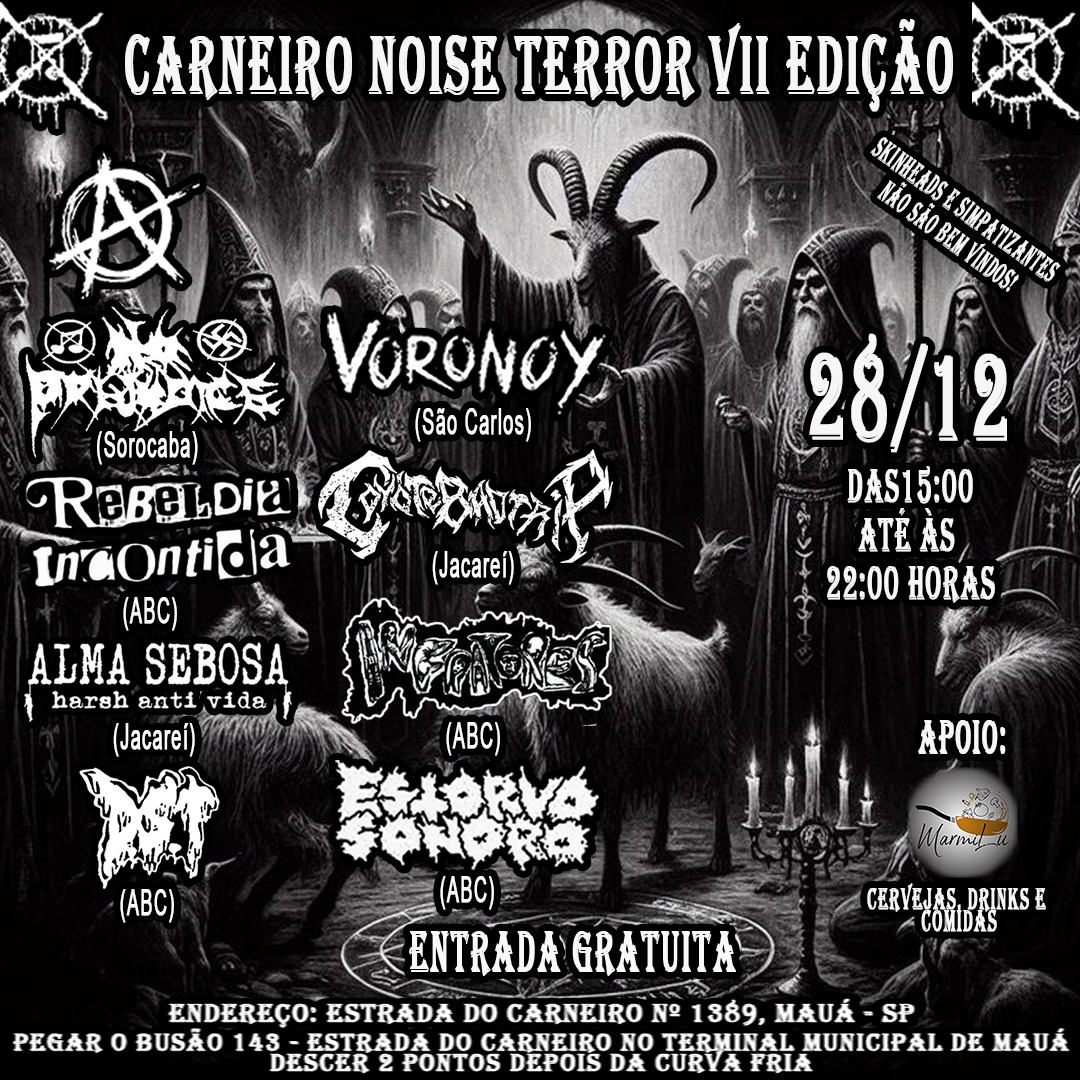 CARNEIRO NOISE TERROR VII EDIÇÃO
SKINHEADS E SIMPATIZANTES
NÃO SÃO BEM VINDOS!
(Sorocaba)
VORONOY
(São Carlos)
28/12
DAS15:00
ATÉ ÀS
22:00 HORAS
REBELDIA
INCONTIDA
(ABC)
(Jacareí)
ALMA SEBOSA
harsh anti vida
(Jacareí)
(ABC)
DST
(ABC)
ESTORVO
SONORO
(ABC)
APOIO:
MarmiLu
CERVEJAS, DRINKS E
COMIDAS
ENTRADA GRATUITA
ENDEREÇO: ESTRADA DO CARNEIRO Nº 1389, MAUÁ - SP
PEGAR O BUSÃO 143 - ESTRADA DO CARNEIRO NO TERMINAL MUNICIPAL DE MAUÁ
DESCER 2 PONTOS DEPOIS DA CURVA FRIA